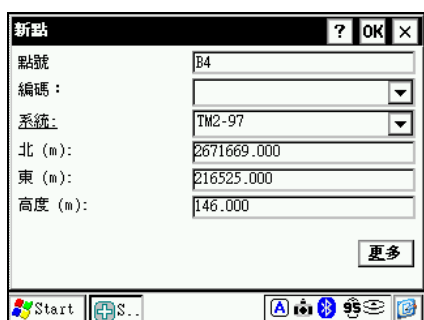 新點 ? OK ×
點號 B4
編碼：
系統: TM2-97
北 (m): 2671669.000
東 (m): 216525.000
高度 (m): 146.000
更多
Start S.. A 95